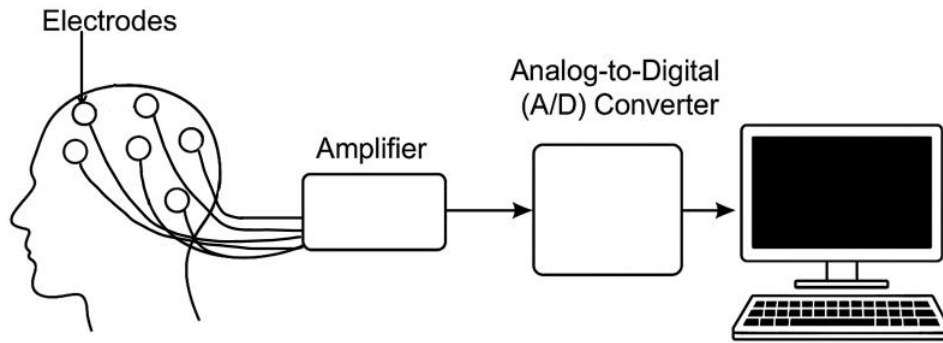 Electrodes
Analog-to-Digital
(A/D) Converter
Amplifier